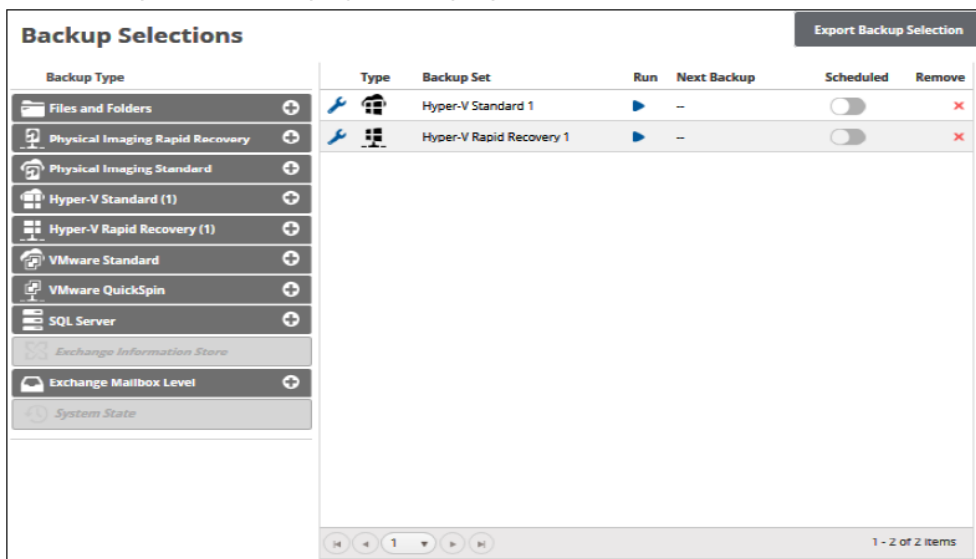 Backup Selections
Export Backup Selection
Backup Type
Type Backup Set Run Next Backup Scheduled Remove
Files and Folders
Physical Imaging Rapid Recovery
Physical Imaging Standard
Hyper-V Standard (1)
Hyper-V Rapid Recovery (1)
VMware Standard
VMware QuickSpin
SQL Server
Exchange Information Store
Exchange Mailbox Level
System State
Hyper-V Standard 1 --
Hyper-V Rapid Recovery 1 --
1
1 - 2 of 2 items